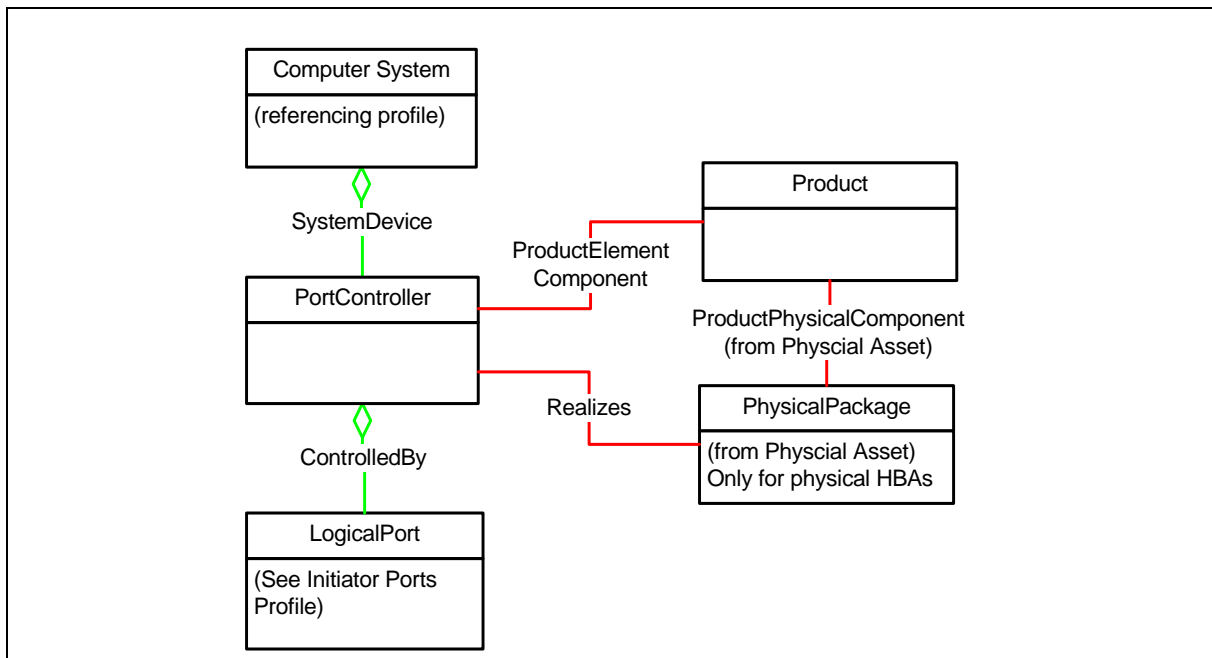 Computer System
(referencing profile)
SystemDevice
Product
ProductElement
Component
PortController
ProductPhysicalComponent
(from Physcial Asset)
Realizes
PhysicalPackage
(from Physcial Asset)
Only for physical HBAs
ControlledBy
LogicalPort
(See Initiator Ports
Profile)